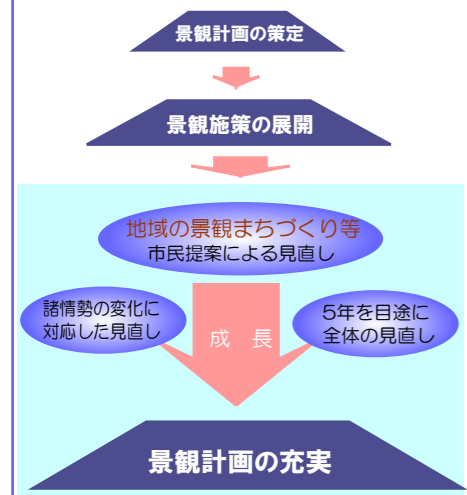 景観計画の策定
景観施策の展開
地域の景観まちづくり等
市民提案による見直し
諸情勢の変化に
対応した見直し
5年を目途に
全体の見直し
成 長
景観計画の充実